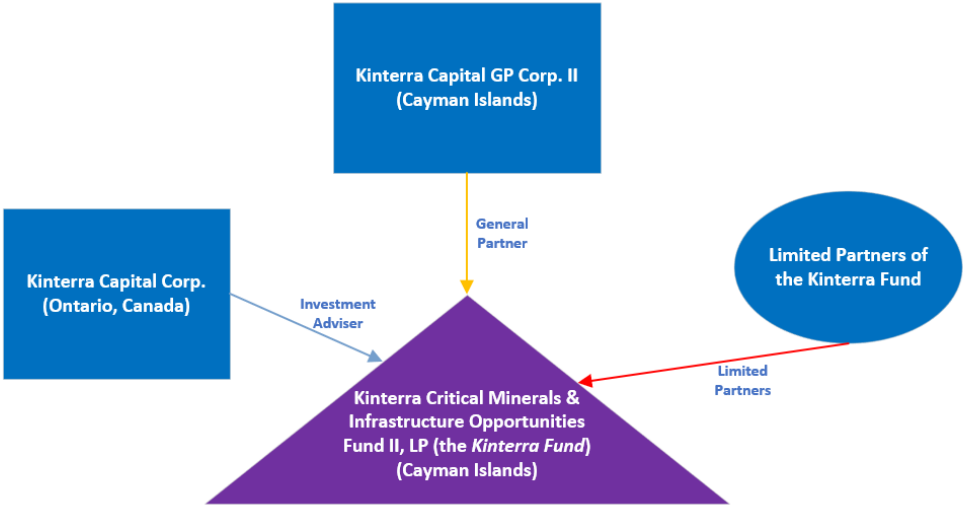 Kinterra Capital GP Corp. II
(Cayman Islands)
General
Partner
Kinterra Capital Corp.
(Ontario, Canada)
Investment
Adviser
Limited Partners of
the Kinterra Fund
Limited
Partners
Kinterra Critical Minerals &
Infrastructure Opportunities
Fund II, LP (the Kinterra Fund)
(Cayman Islands)